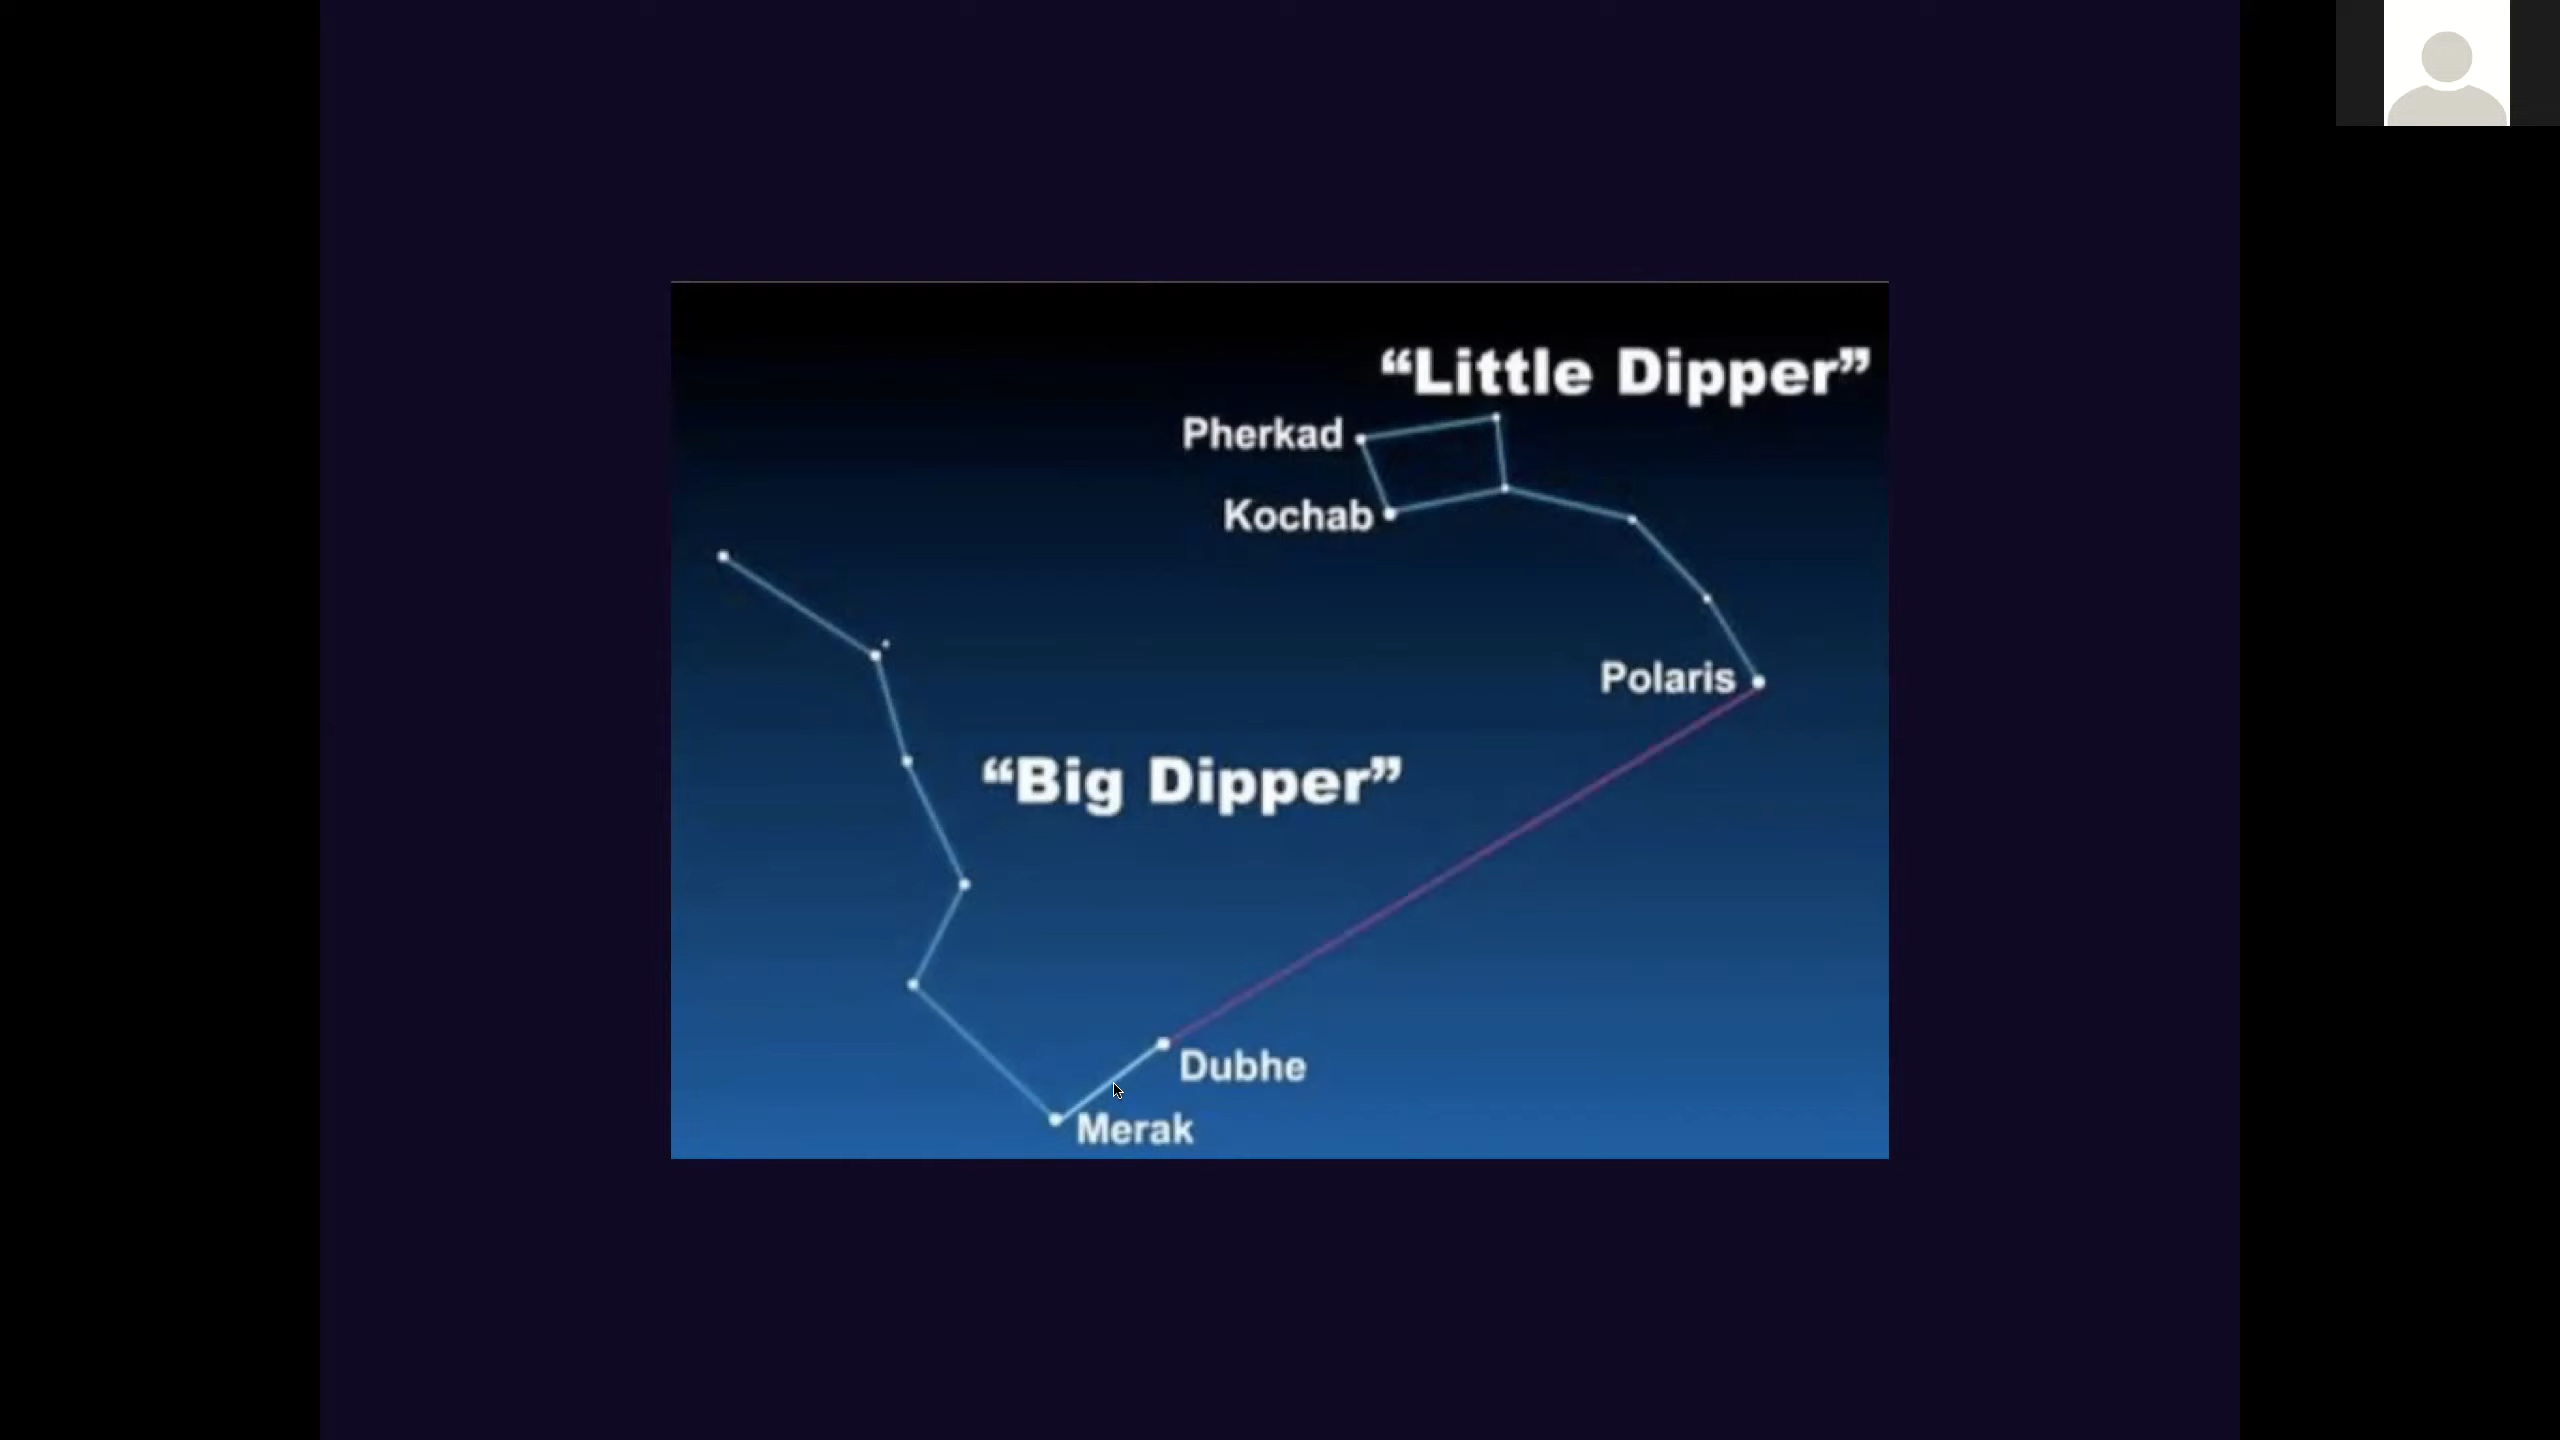 “Little Dipper”
Pherkad
Kochab
Polaris
“Big Dipper”
Dubhe
Merak